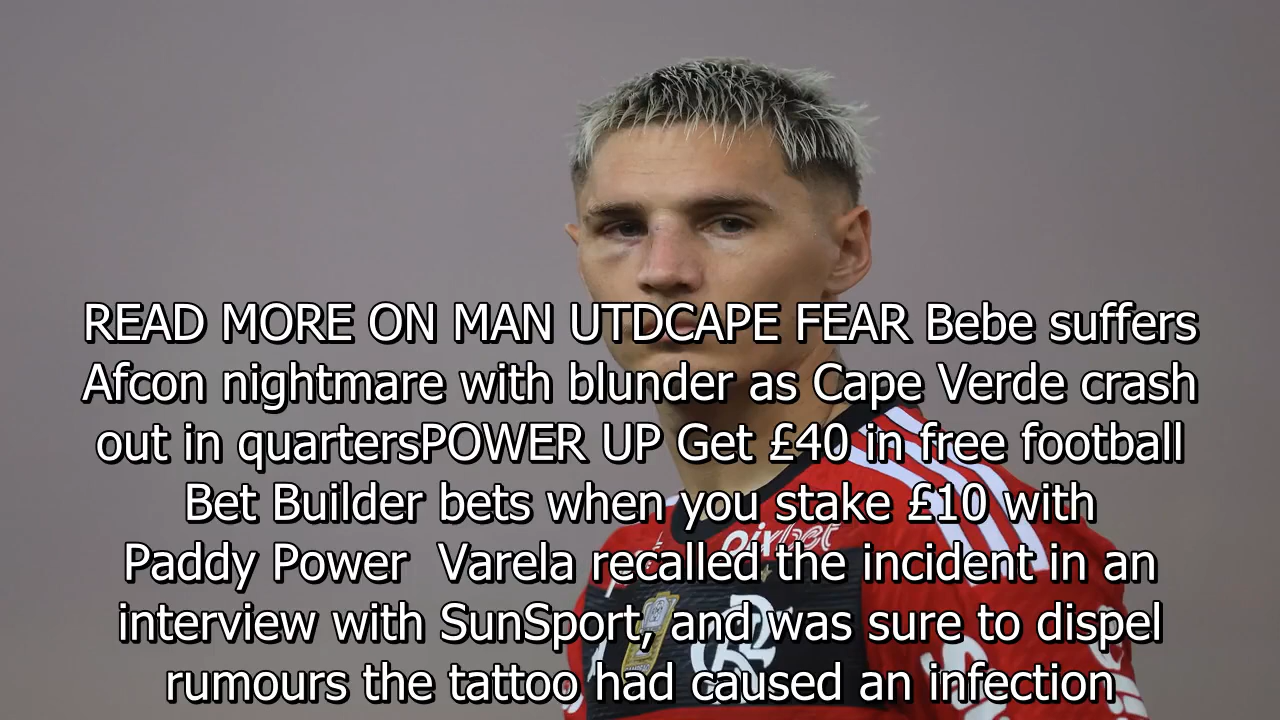 READ MORE ON MAN UTDCAPE FEAR Bebe suffers
Afcon nightmare with blunder as Cape Verde crash
out in quartersPOWER UP Get £40 in free football
Bet Builder bets when you stake £10 with
Paddy Power  Varela recalled the incident in an
interview with SunSport, and was sure to dispel
rumours the tattoo had caused an infection
pixbet